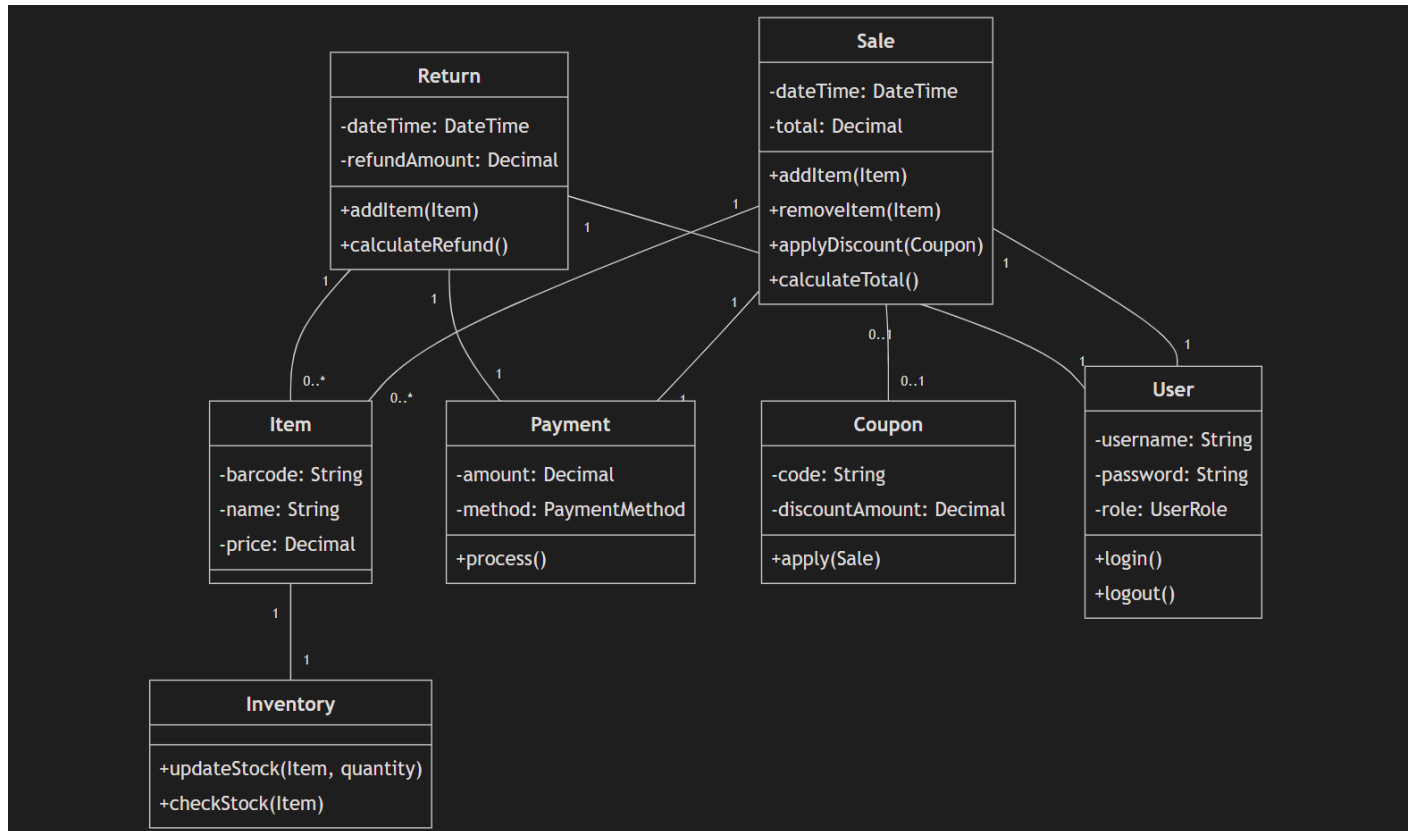 Return
-dateTime: DateTime
-refundAmount: Decimal
+addItem(Item)
+calculateRefund()
Sale
-dateTime: DateTime
-total: Decimal
+addItem(Item)
+removeItem(Item)
+applyDiscount(Coupon)
+calculateTotal()
1
1
1
1
1
1
0..1
1
1
0..*
0..*
1
1
0..1
Item
-barcode: String
-name: String
-price: Decimal
Payment
-amount: Decimal
-method: PaymentMethod
+process()
Coupon
-code: String
-discountAmount: Decimal
+apply(Sale)
User
-username: String
-password: String
-role: UserRole
+login()
+logout()
1
1
Inventory
+updateStock(Item, quantity)
+checkStock(Item)